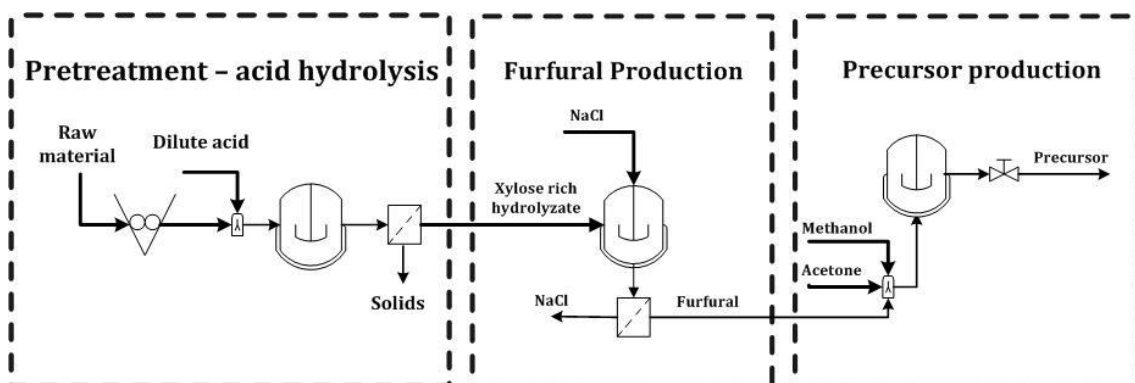 Pretreatment – acid hydrolysis
Raw
material
Dilute acid
Solids
Furfural Production
NaCl
Xylose rich
hydrolyzate
NaCl
Furfural
Precursor production
Precursor
Methanol
Acetone